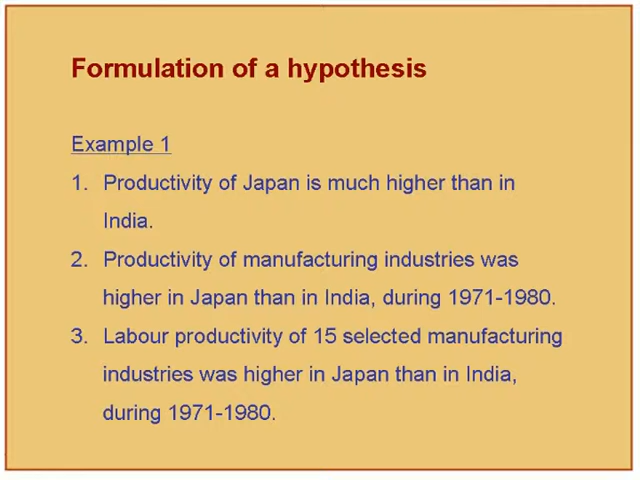 Formulation of a hypothesis
Example 1
1. Productivity of Japan is much higher than in
India.
2. Productivity of manufacturing industries was
higher in Japan than in India, during 1971-1980.
3. Labour productivity of 15 selected manufacturing
industries was higher in Japan than in India,
during 1971-1980.